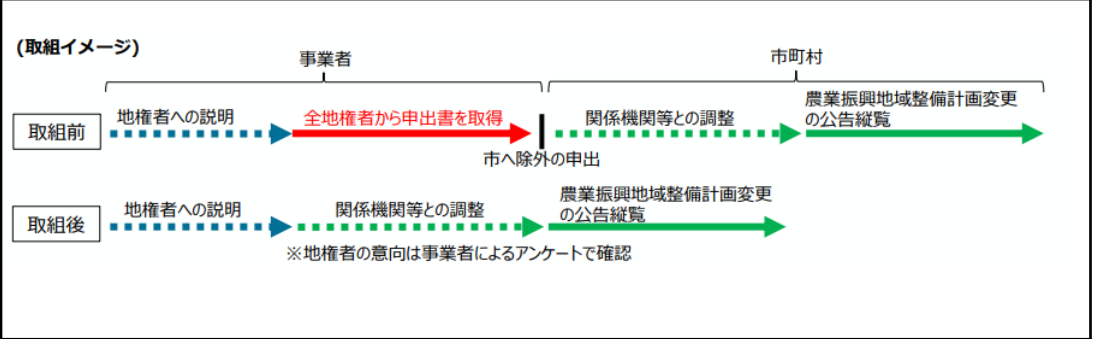 (取組イメージ)
事業者
市町村
取組前
地権者への説明
全地権者から申出書を取得
市へ除外の申出
関係機関等との調整
農業振興地域整備計画変更
の公告縦覧
取組後
地権者への説明
関係機関等との調整
農業振興地域整備計画変更
の公告縦覧
※地権者の意向は事業者によるアンケートで確認